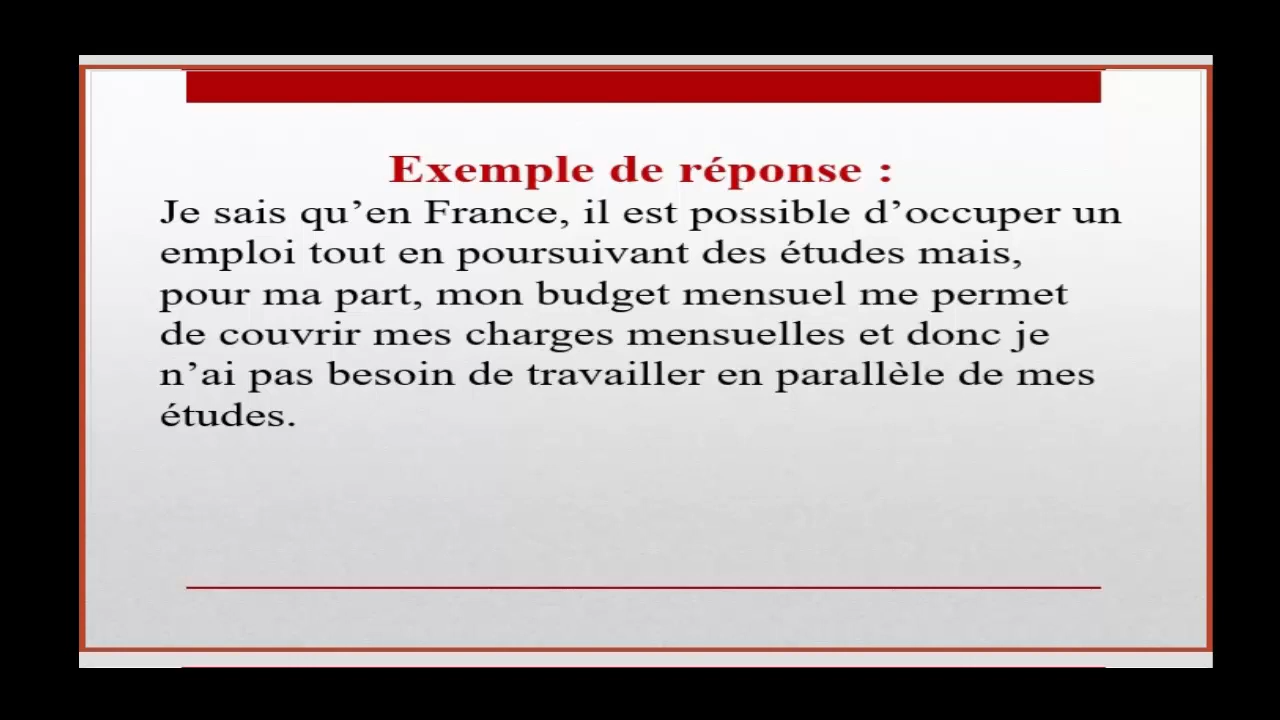 Exemple de réponse :
Je sais qu’en France, il est possible d’occuper un
emploi tout en poursuivant des études mais,
pour ma part, mon budget mensuel me permet
de couvrir mes charges mensuelles et donc je
n’ai pas besoin de travailler en parallèle de mes
études.